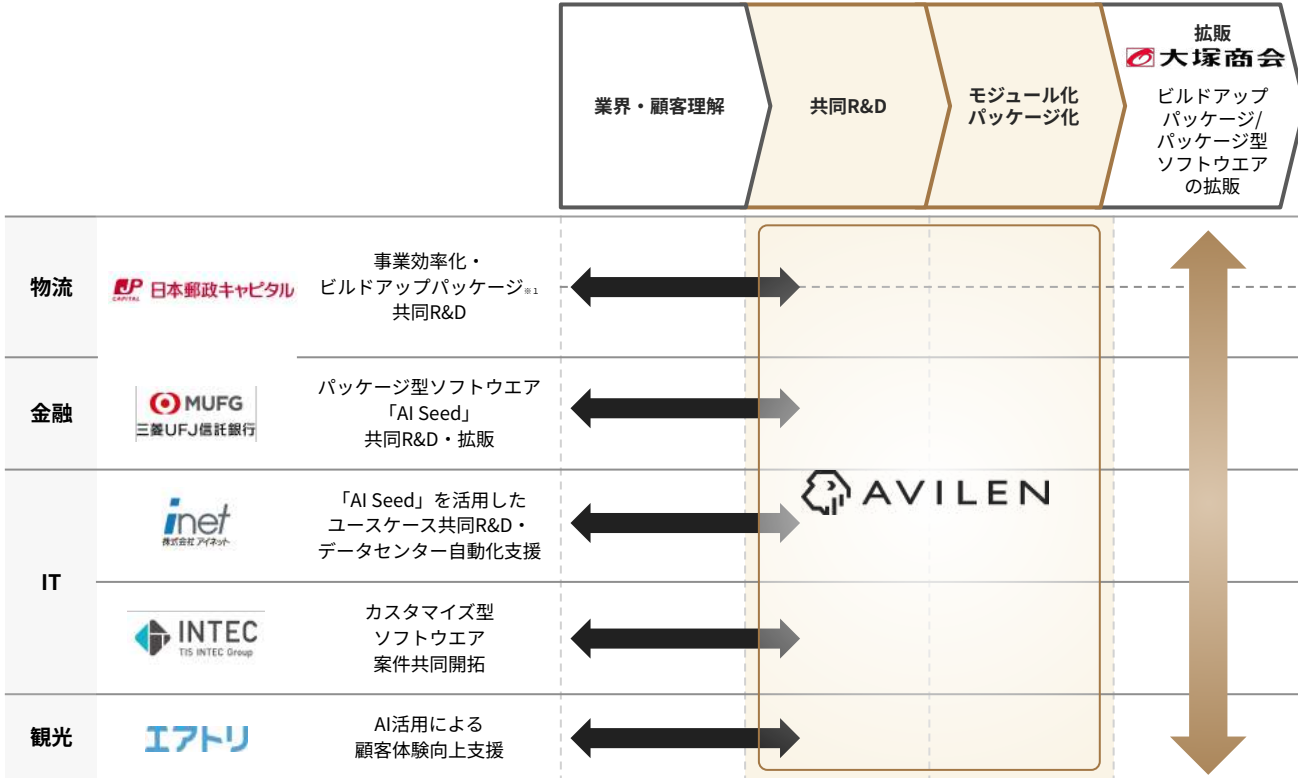 業界・顧客理解
共同R&D
モジュール化
パッケージ化
拡販
大塚商会
ビルドアップ
パッケージ/
パッケージ型
ソフトウエア
の拡販
物流
JP
CAPITAL
日本郵政キャピタル
事業効率化・
ビルドアップパッケージ※1
共同R&D
金融
MUFG
三菱UFJ信託銀行
パッケージ型ソフトウエア
「AI Seed」
共同R&D・拡販
IT
inet
株式会社 アイネット
「AI Seed」を活用した
ユースケース共同R&D・
データセンター自動化支援
AVILEN
INTEC
TIS INTEC Group
カスタマイズ型
ソフトウエア
案件共同開拓
観光
エアトリ
AI活用による
顧客体験向上支援